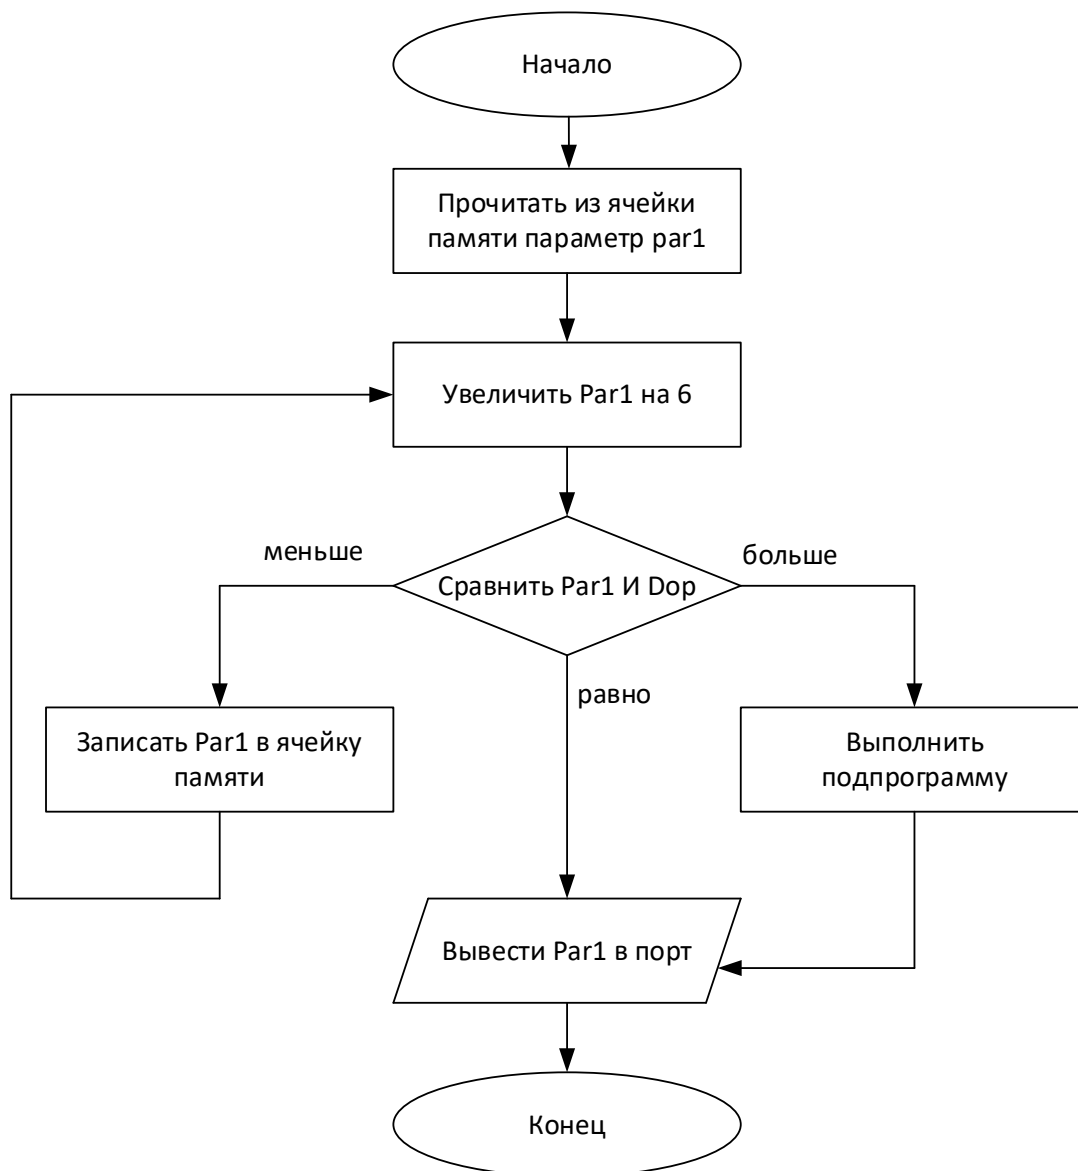 Начало
Прочитать из ячейки
памяти параметр par1
Увеличить Par1 на 6
меньше
больше
Сравнить Par1 И Dop
равно
Записать Par1 в ячейку
памяти
Выполнить
подпрограмму
Вывести Par1 в порт
Конец